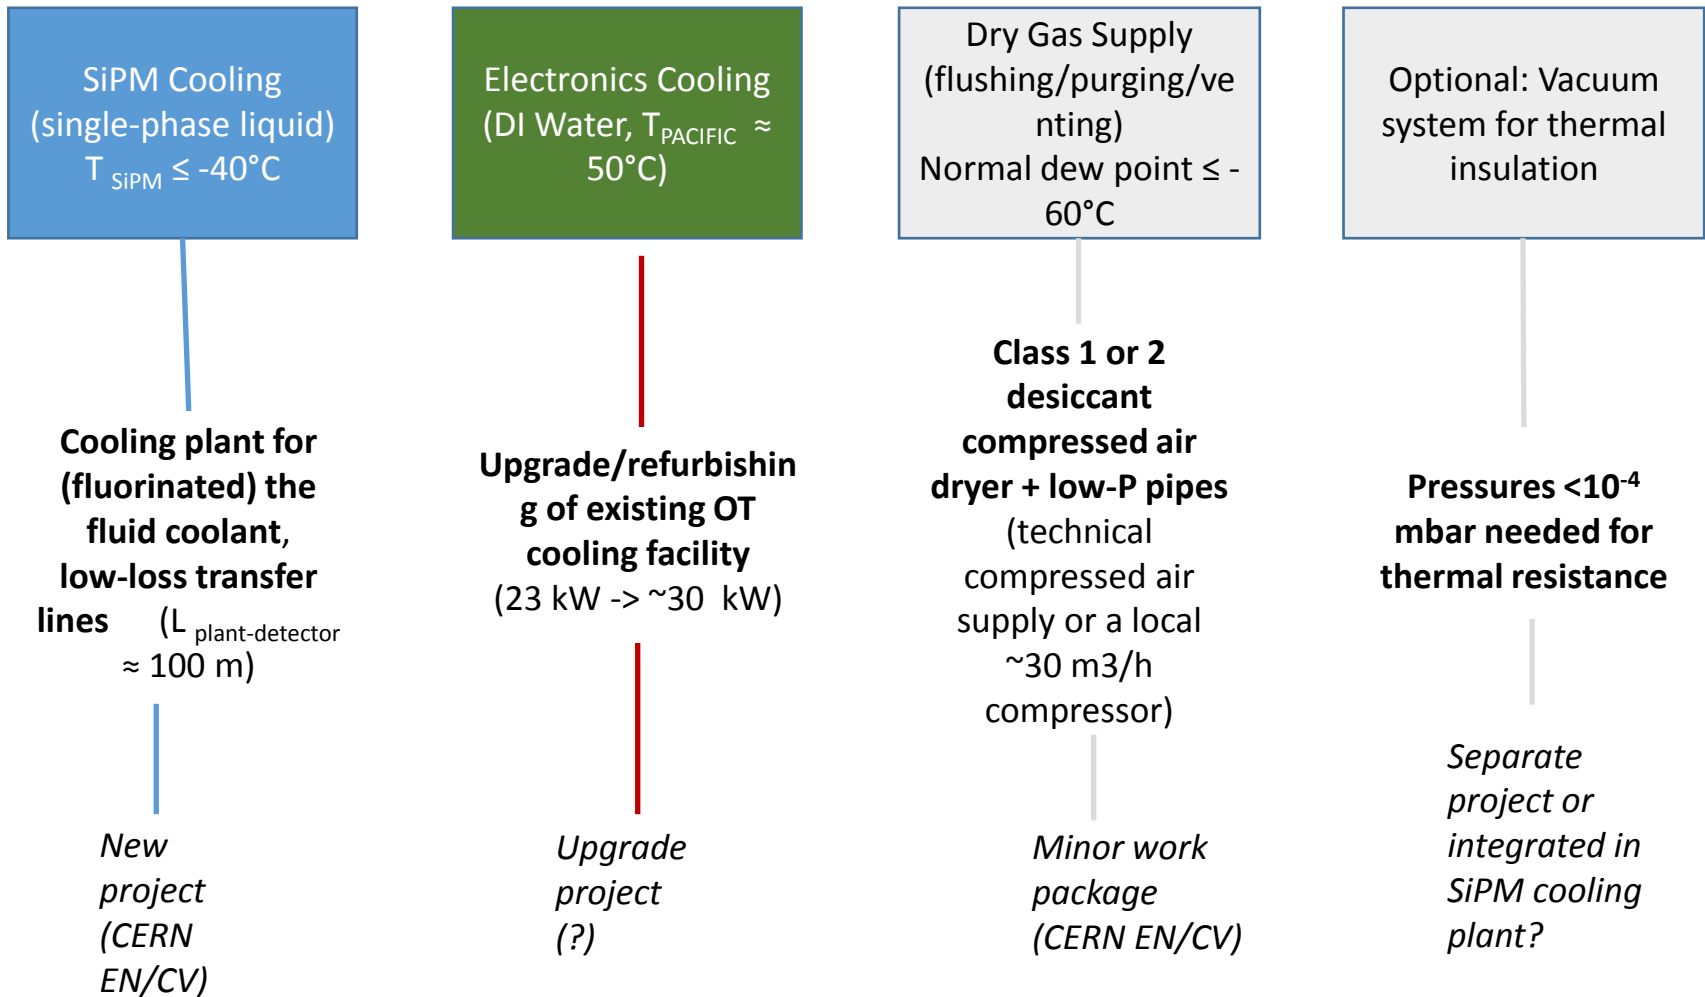 SiPM Cooling
(single-phase liquid)
T SiPM ≤ -40°C
Electronics Cooling
(DI Water, TPACIFIC ≈
50°C)
Dry Gas Supply
(flushing/purging/ve
nting)
Normal dew point ≤ -
60°C
Optional: Vacuum
system for thermal
insulation
Cooling plant for
(fluorinated) the
fluid coolant,
low-loss transfer
lines (L plant-detector
≈ 100 m)
Upgrade/refurbishin
g of existing OT
cooling facility
(23 kW -> ~30 kW)
Class 1 or 2
desiccant
compressed air
dryer + low-P pipes
(technical
compressed air
supply or a local
~30 m3/h
compressor)
Pressures <10-4
mbar needed for
thermal resistance
New
project
(CERN
EN/CV)
Upgrade
project
(?)
Minor work
package
(CERN EN/CV)
Separate
project or
integrated in
SiPM cooling
plant?